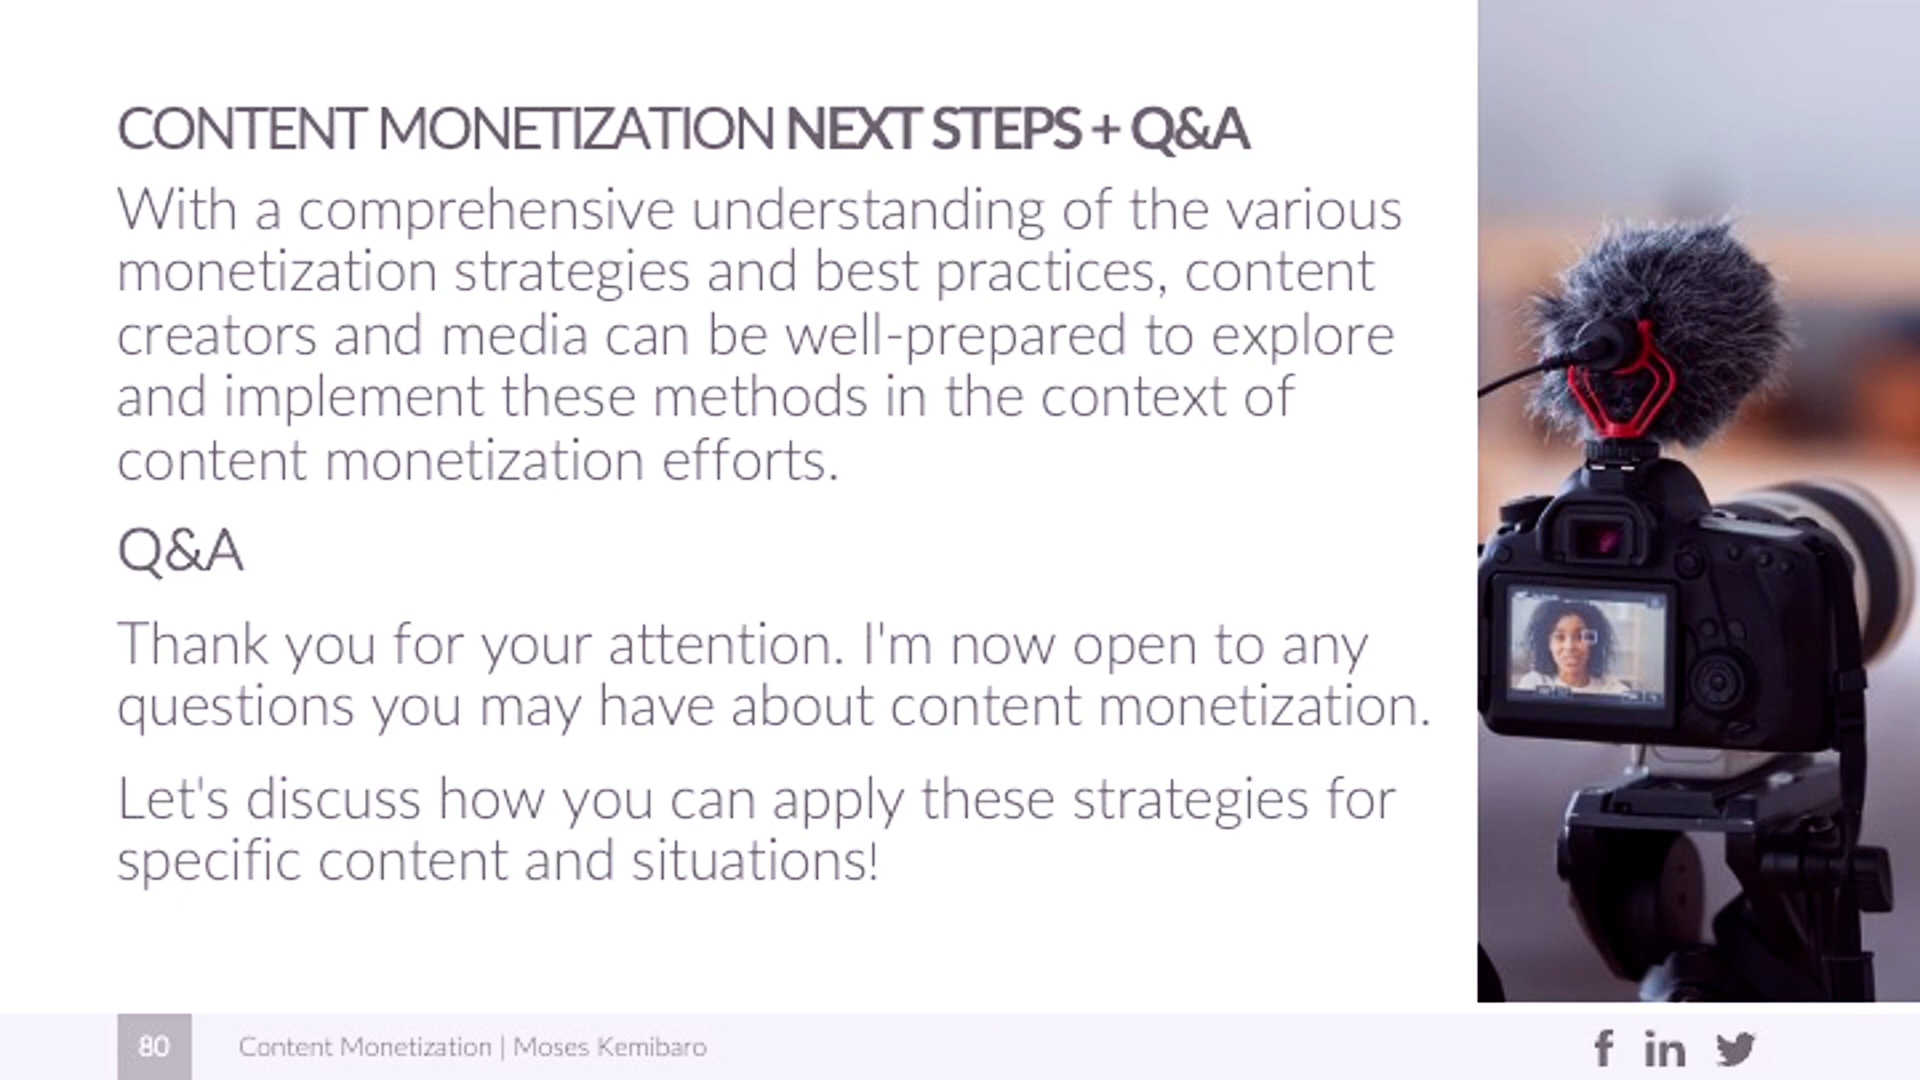 CONTENT MONETIZATION NEXT STEPS + Q&A
With a comprehensive understanding of the various
monetization strategies and best practices, content
creators and media can be well-prepared to explore
and implement these methods in the context of
content monetization efforts.
Q&A
Thank you for your attention. I'm now open to any
questions you may have about content monetization.
Let's discuss how you can apply these strategies for
specific content and situations!
80
Content Monetization | Moses Kemibaro